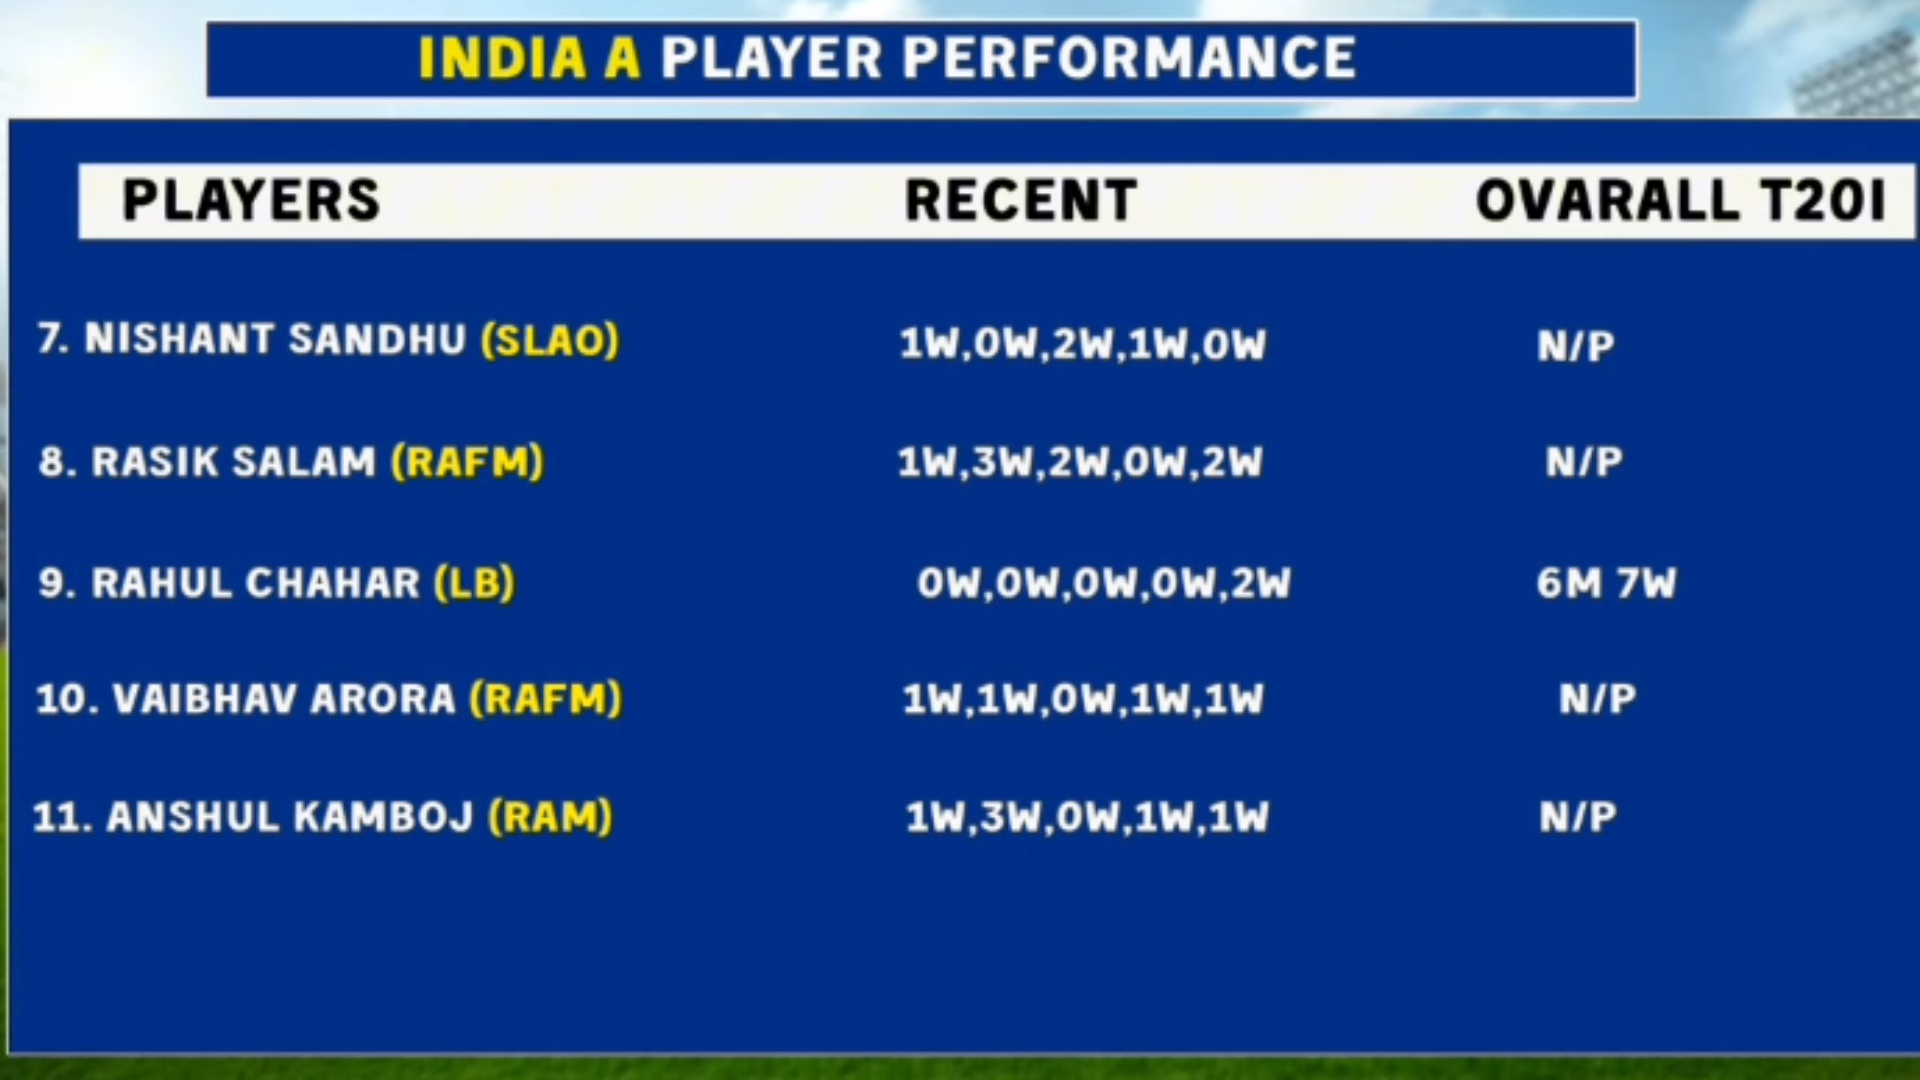 INDIA A PLAYER PERFORMANCE
PLAYERS RECENT OVARALL T20I
7. NISHANT SANDHU (SLAO) 1W,0W,2W,1W,0W N/P
8. RASIK SALAM (RAFM) 1W,3W,2W,0W,2W N/P
9. RAHUL CHAHAR (LB) 0W,0W,0W,0W,2W 6M 7W
10. VAIBHAV ARORA (RAFM) 1W,1W,0W,1W,1W N/P
11. ANSHUL KAMBOJ (RAM) 1W,3W,0W,1W,1W N/P